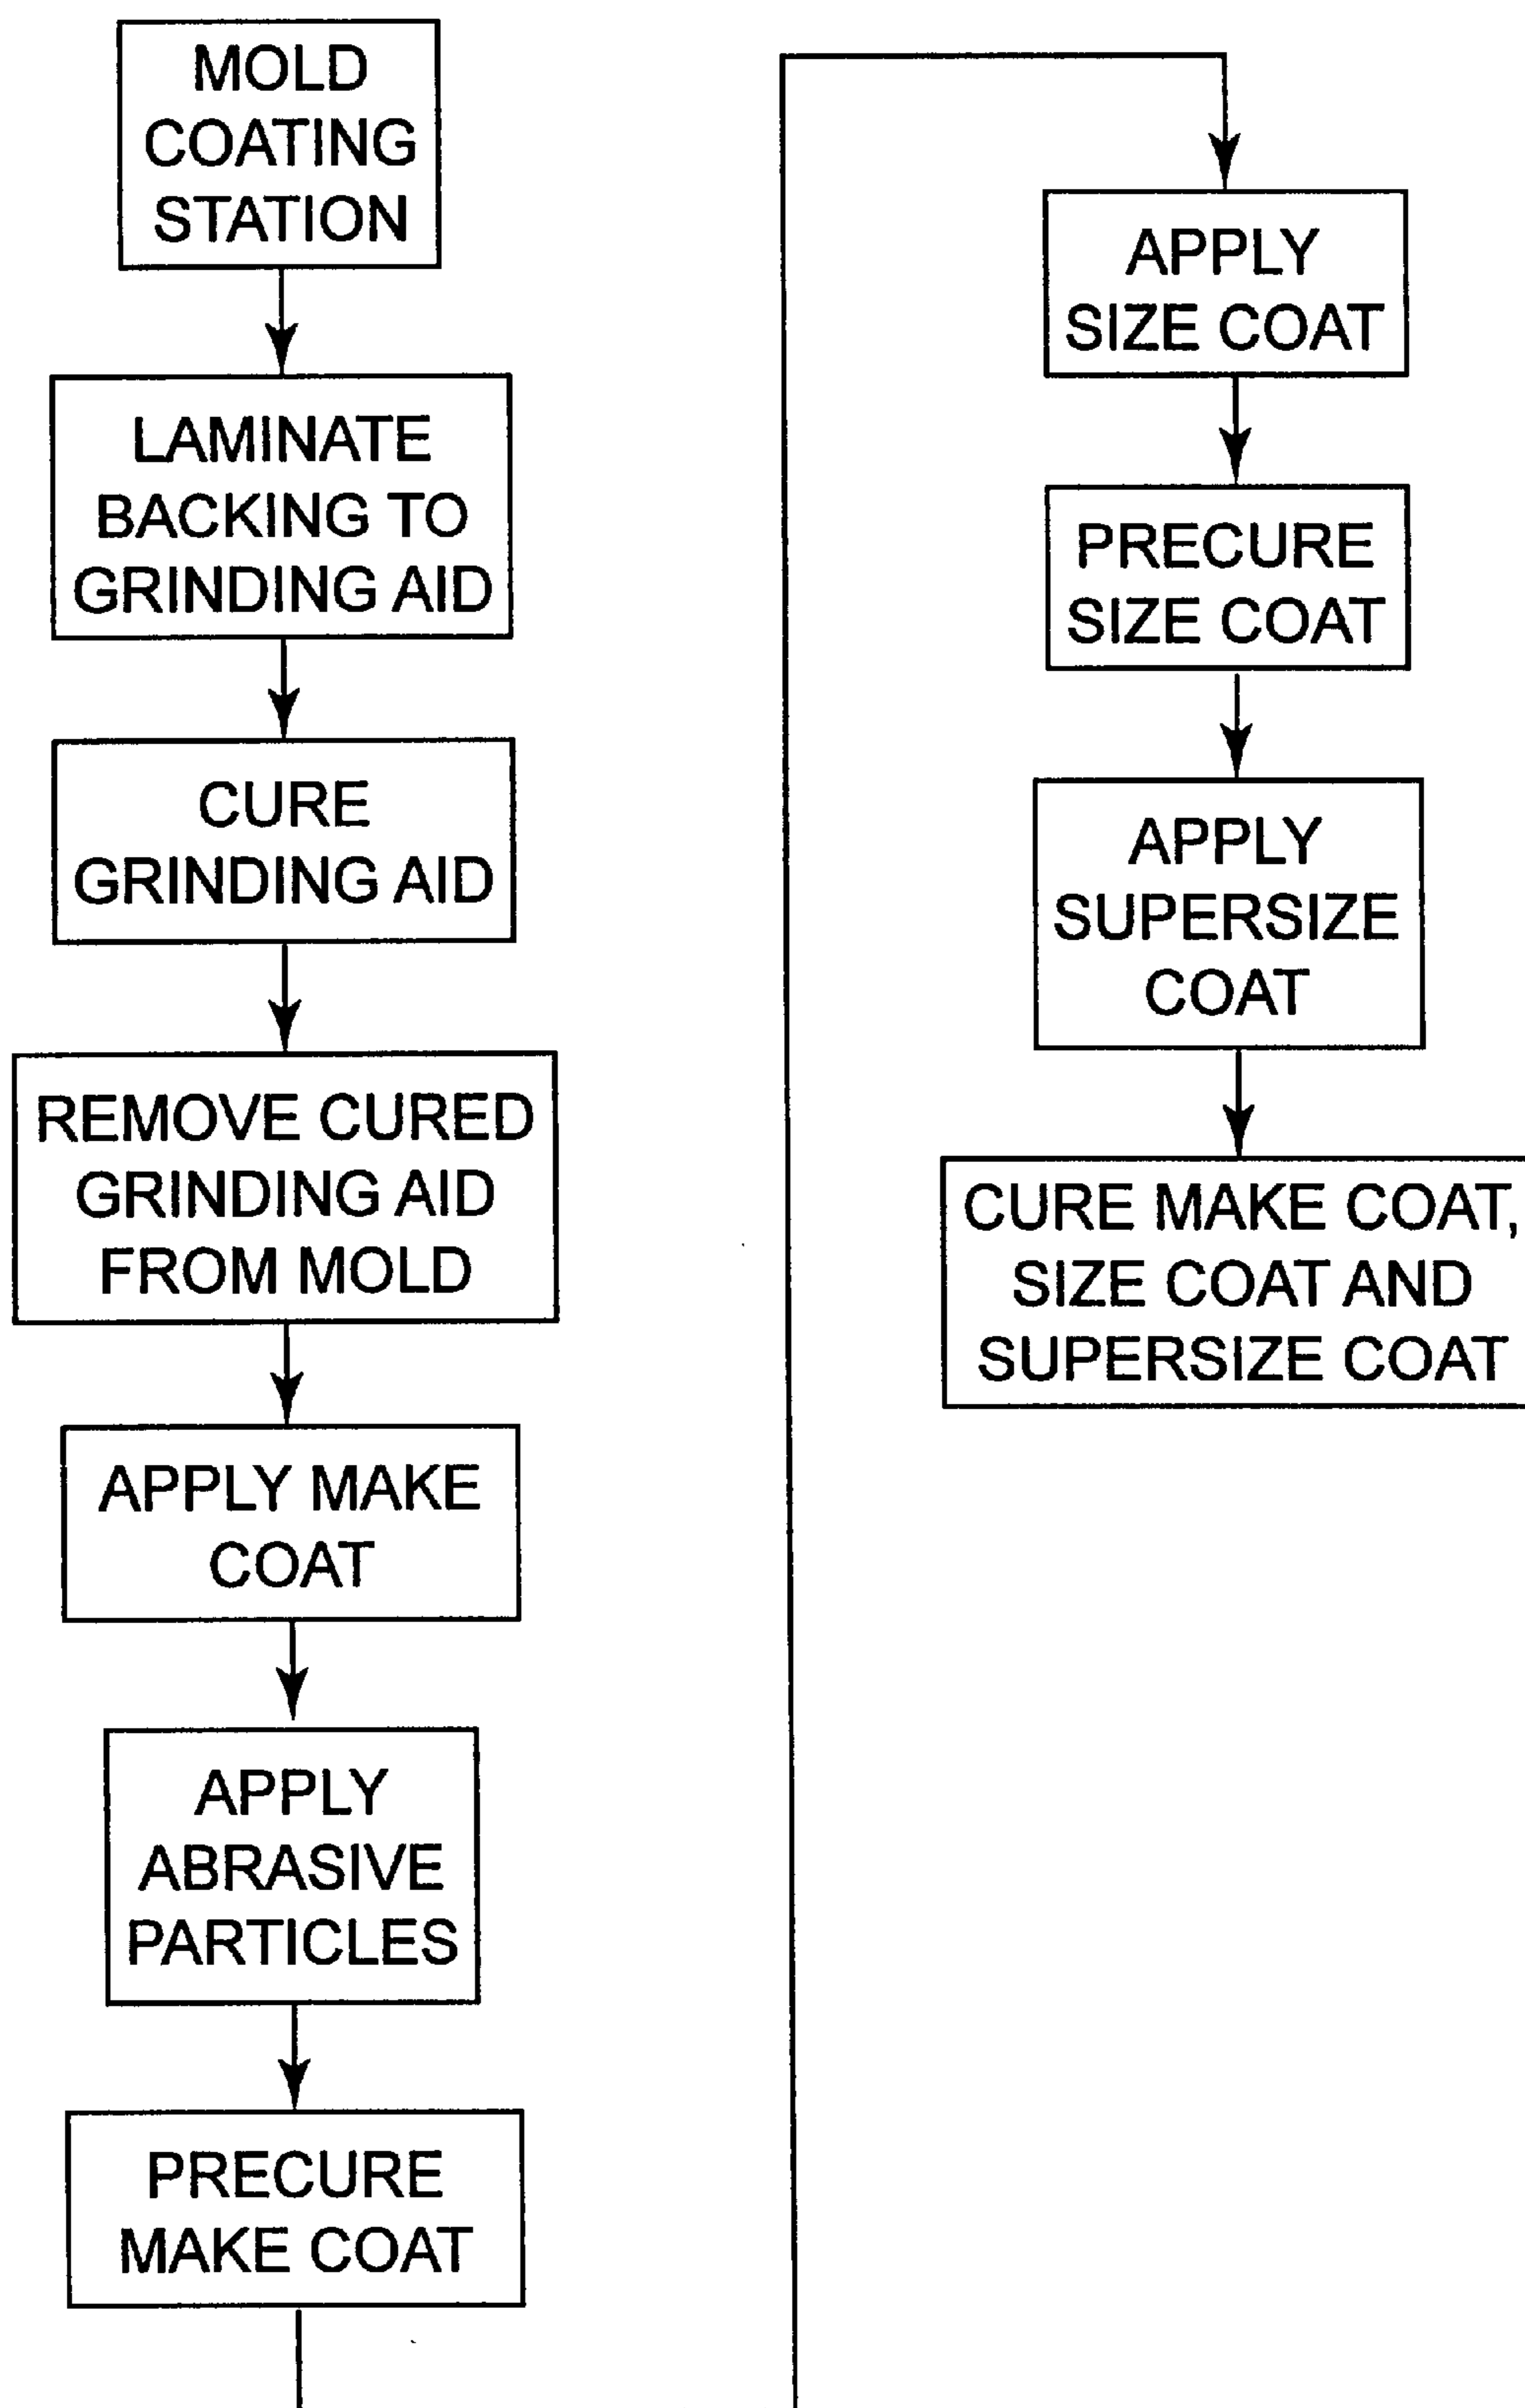 MOLD
COATING
STATION
LAMINATE
BACKING TO
GRINDING AID
CURE
GRINDING AID
REMOVE CURED
GRINDING AID
FROM MOLD
APPLY MAKE
COAT
APPLY
ABRASIVE
PARTICLES
PRECURE
MAKE COAT
APPLY
SIZE COAT
PRECURE
SIZE COAT
APPLY
SUPERSIZE
COAT
CURE MAKE COAT,
SIZE COAT AND
SUPERSIZE COAT